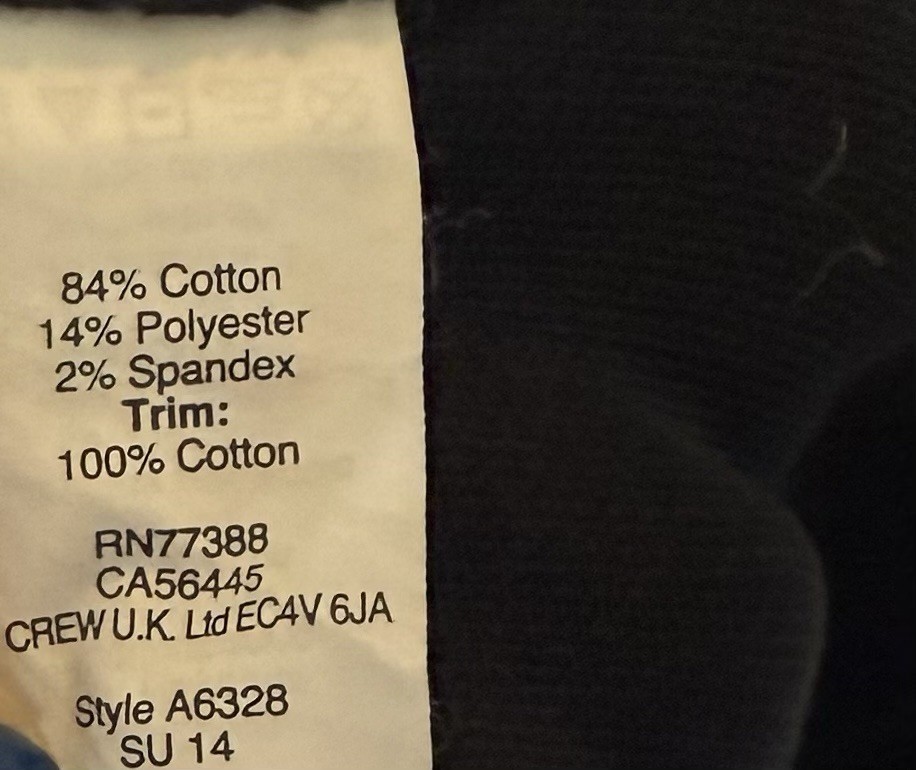 84% Cotton
14% Polyester
2% Spandex
Trim:
100% Cotton
RN77388
CA56445
CREW U.K. Ltd EC4V 6JA
Style A6328
SU 14